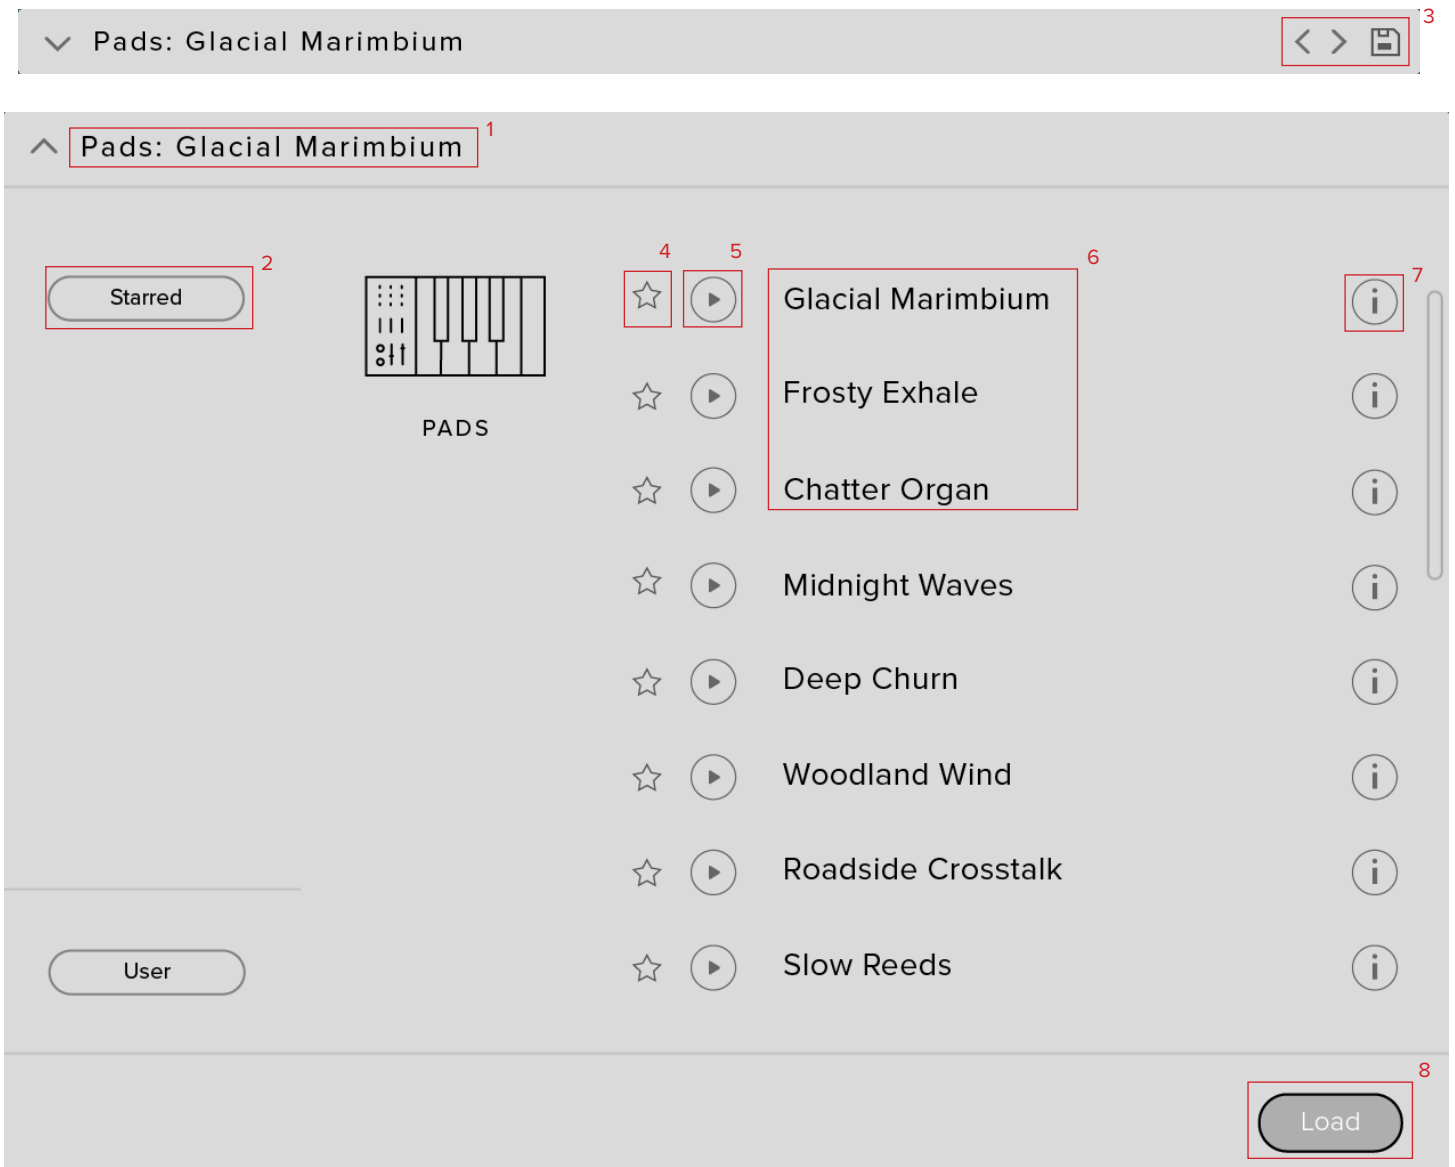 Pads: Glacial Marimbium
3
Pads: Glacial Marimbium
1
2
Starred
PADS
4
5
6
7
Glacial Marimbium
Frosty Exhale
Chatter Organ
Midnight Waves
Deep Churn
Woodland Wind
Roadside Crosstalk
User
Slow Reeds
8
Load